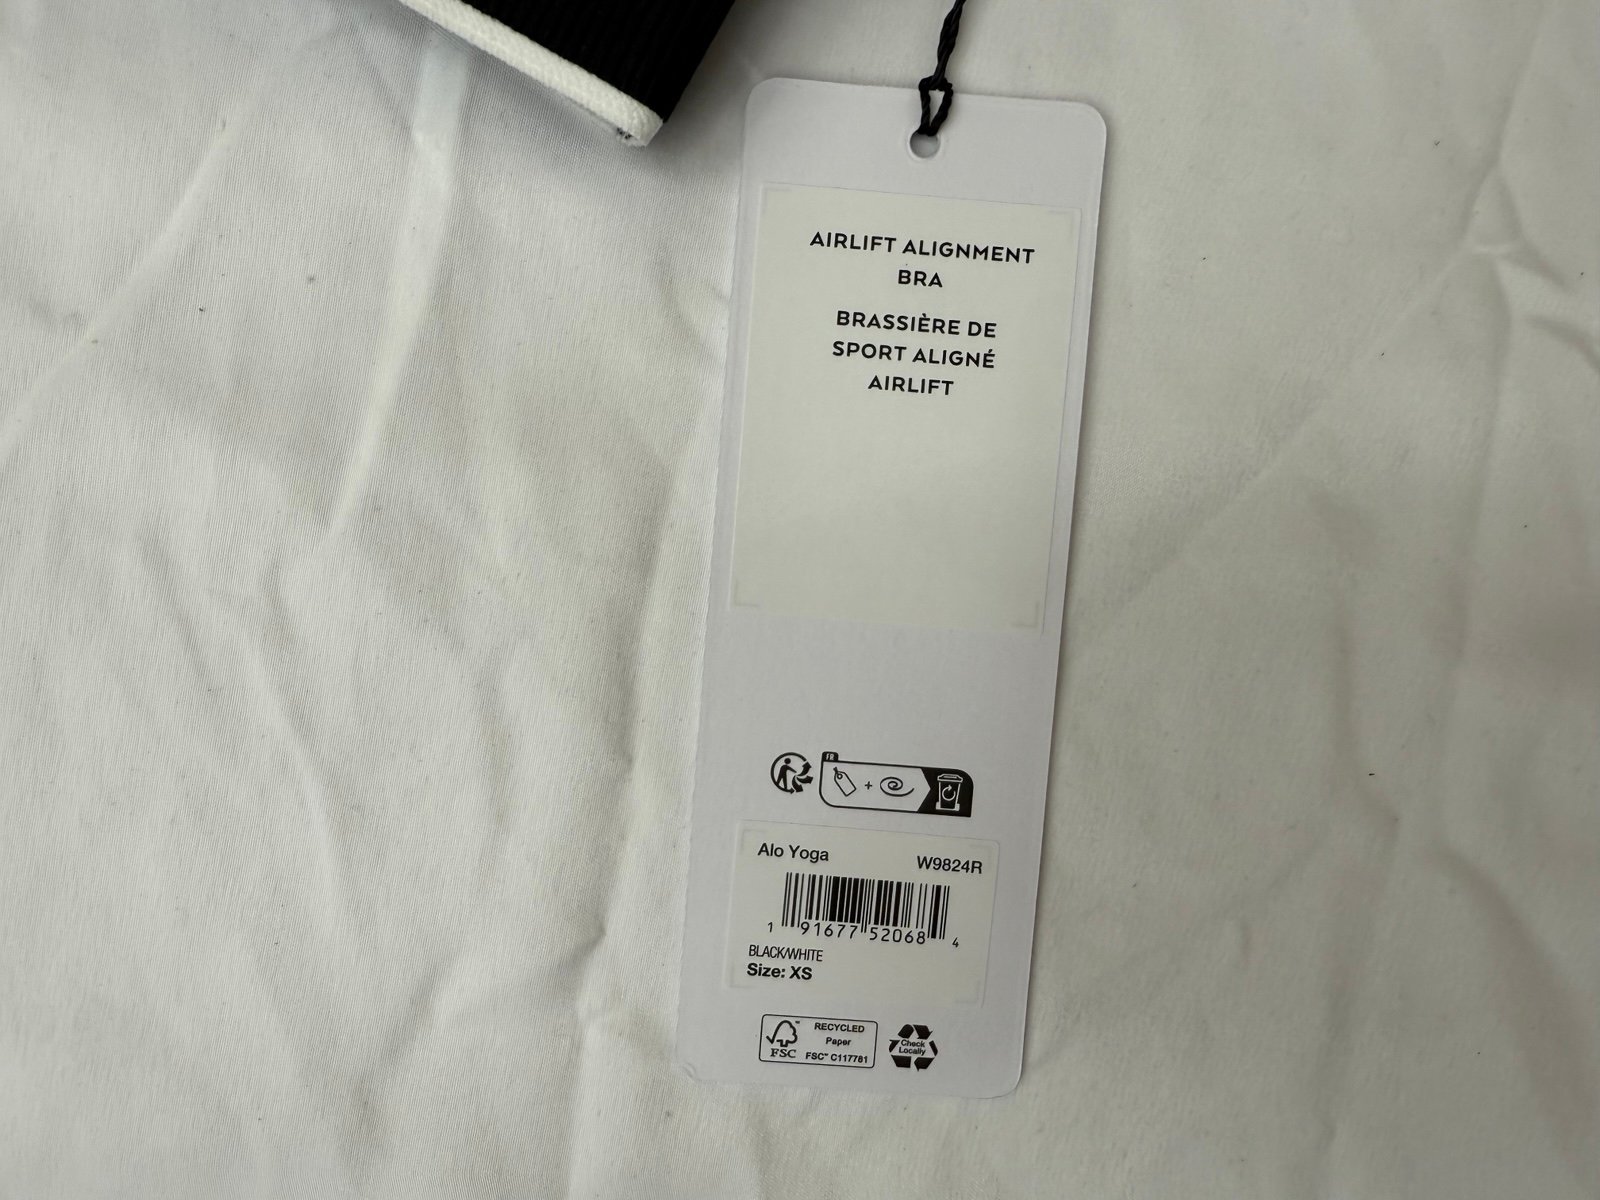 AIRLIFT ALIGNMENT
BRA
BRASSIÈRE DE
SPORT ALIGNÉ
AIRLIFT
FR
+
Alo Yoga W9824R
1 91677 52068 4
BLACK/WHITE
Size: XS
RECYCLED
Paper
FSC™ C117781
FSC™
Check
Locally